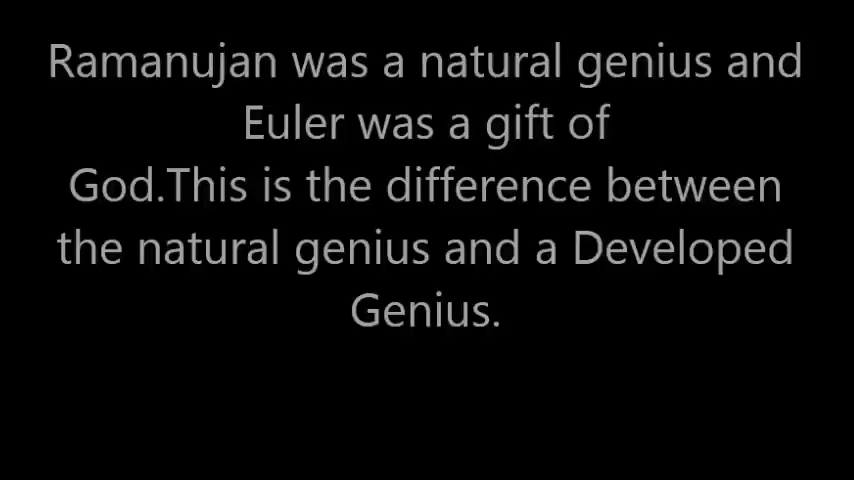 Ramanujan was a natural genius and
Euler was a gift of
God.This is the difference between
the natural genius and a Developed
Genius.